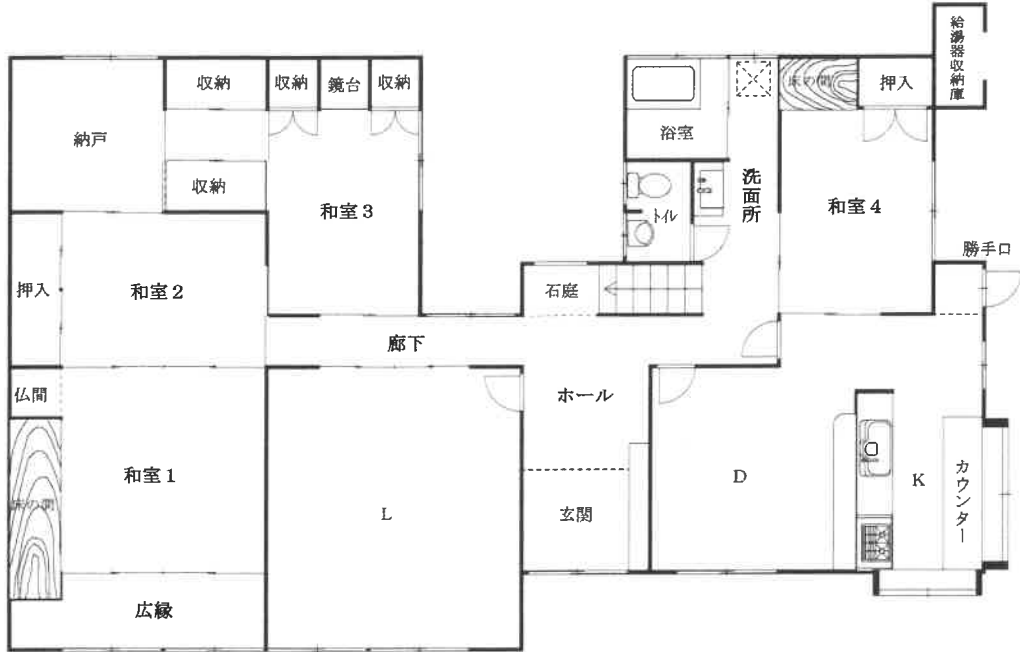 給湯器収納庫
収納
収納
鏡台
収納
床の間
押入
納戸
浴室
収納
洗面所
和室3
トイレ
和室4
勝手口
押入
和室2
石庭
廊下
仏間
ホール
和室1
床の間
L
玄関
D
K
カウンター
広縁